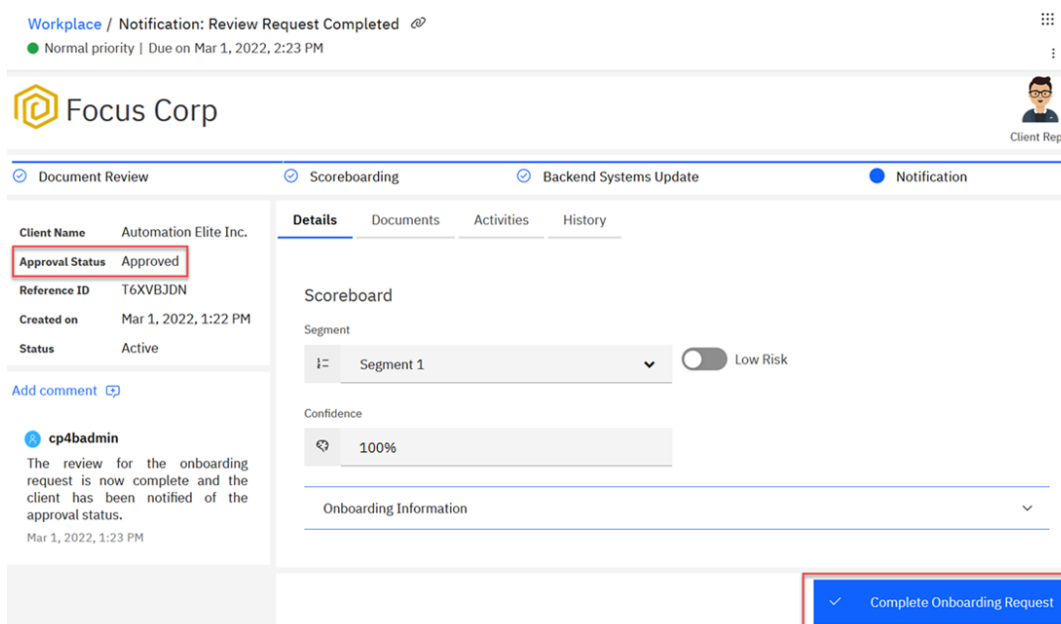 Workplace / Notification: Review Request Completed
Normal priority | Due on Mar 1, 2022, 2:23 PM
Focus Corp
Client Rep
Document Review
Scoreboarding
Backend Systems Update
Notification
Client Name Automation Elite Inc.
Approval Status Approved
Reference ID T6XVBJDN
Created on Mar 1, 2022, 1:22 PM
Status Active
Add comment
cp4badmin
The review for the onboarding
request is now complete and the
client has been notified of the
approval status.
Mar 1, 2022, 1:23 PM
Details Documents Activities History
Scoreboard
Segment
Segment 1
Low Risk
Confidence
100%
Onboarding Information
Complete Onboarding Request